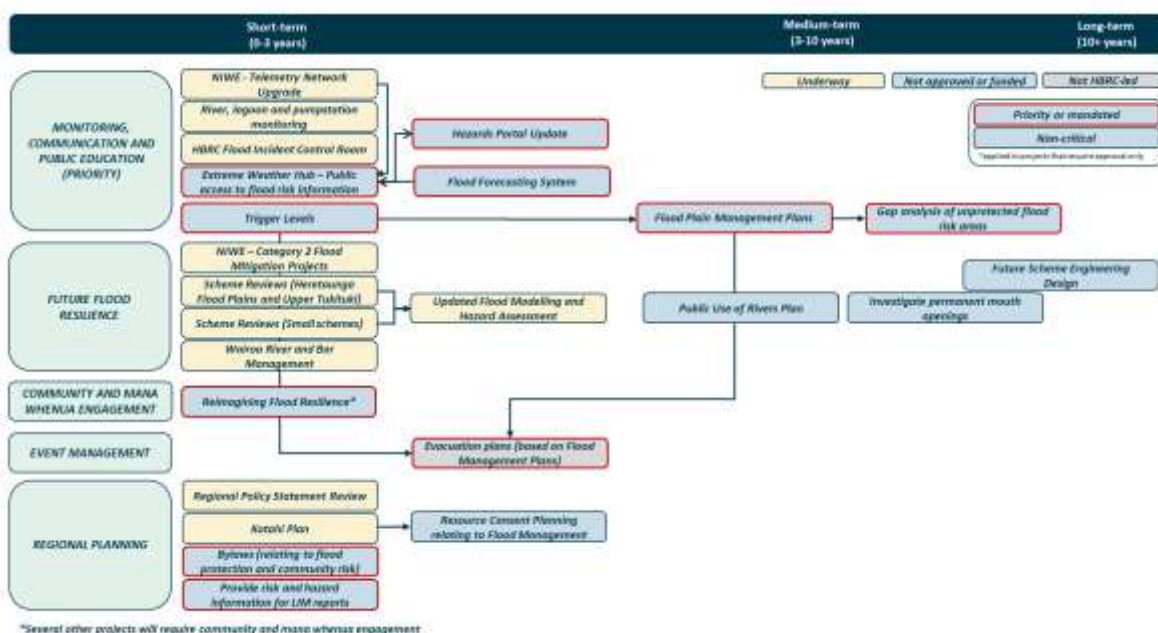 Short-term
(0-3 years)
Medium-term
(3-10 years)
Long-term
(10+ years)
MONITORING,
COMMUNICATION AND
PUBLIC EDUCATION
(PRIORITY)
NIWE - Telemetry Network
Upgrade
River, lagoon and pumpstation
monitoring
HBRC Flood Incident Control Room
Extreme Weather Hub – Public
access to flood risk information
Trigger Levels
Hazards Portal Update
Flood Forecasting System
Flood Plain Management Plans
Gap analysis of unprotected flood
risk areas
Underway
Not approved or funded
Not HBRC-led
Priority or mandated
Non-critical
*applied to projects that require approval only
FUTURE FLOOD
RESILIENCE
NIWE – Category 2 Flood
Mitigation Projects
Scheme Reviews (Heretaunga
Flood Plains and Upper Tukituki)
Scheme Reviews (Small schemes)
Wairoa River and Bar
Management
Updated Flood Modelling and
Hazard Assessment
Public Use of Rivers Plan
Future Scheme Engineering
Design
Investigate permanent mouth
openings
COMMUNITY AND MANA
WHENUA ENGAGEMENT
Reimagining Flood Resilience*
EVENT MANAGEMENT
Evacuation plans (based on Flood
Management Plans)
REGIONAL PLANNING
Regional Policy Statement Review
Kotahi Plan
Bylaws (relating to flood
protection and community risk)
Provide risk and hazard
information for LIM reports
Resource Consent Planning
relating to Flood Management
*Several other projects will require community and mana whenua engagement